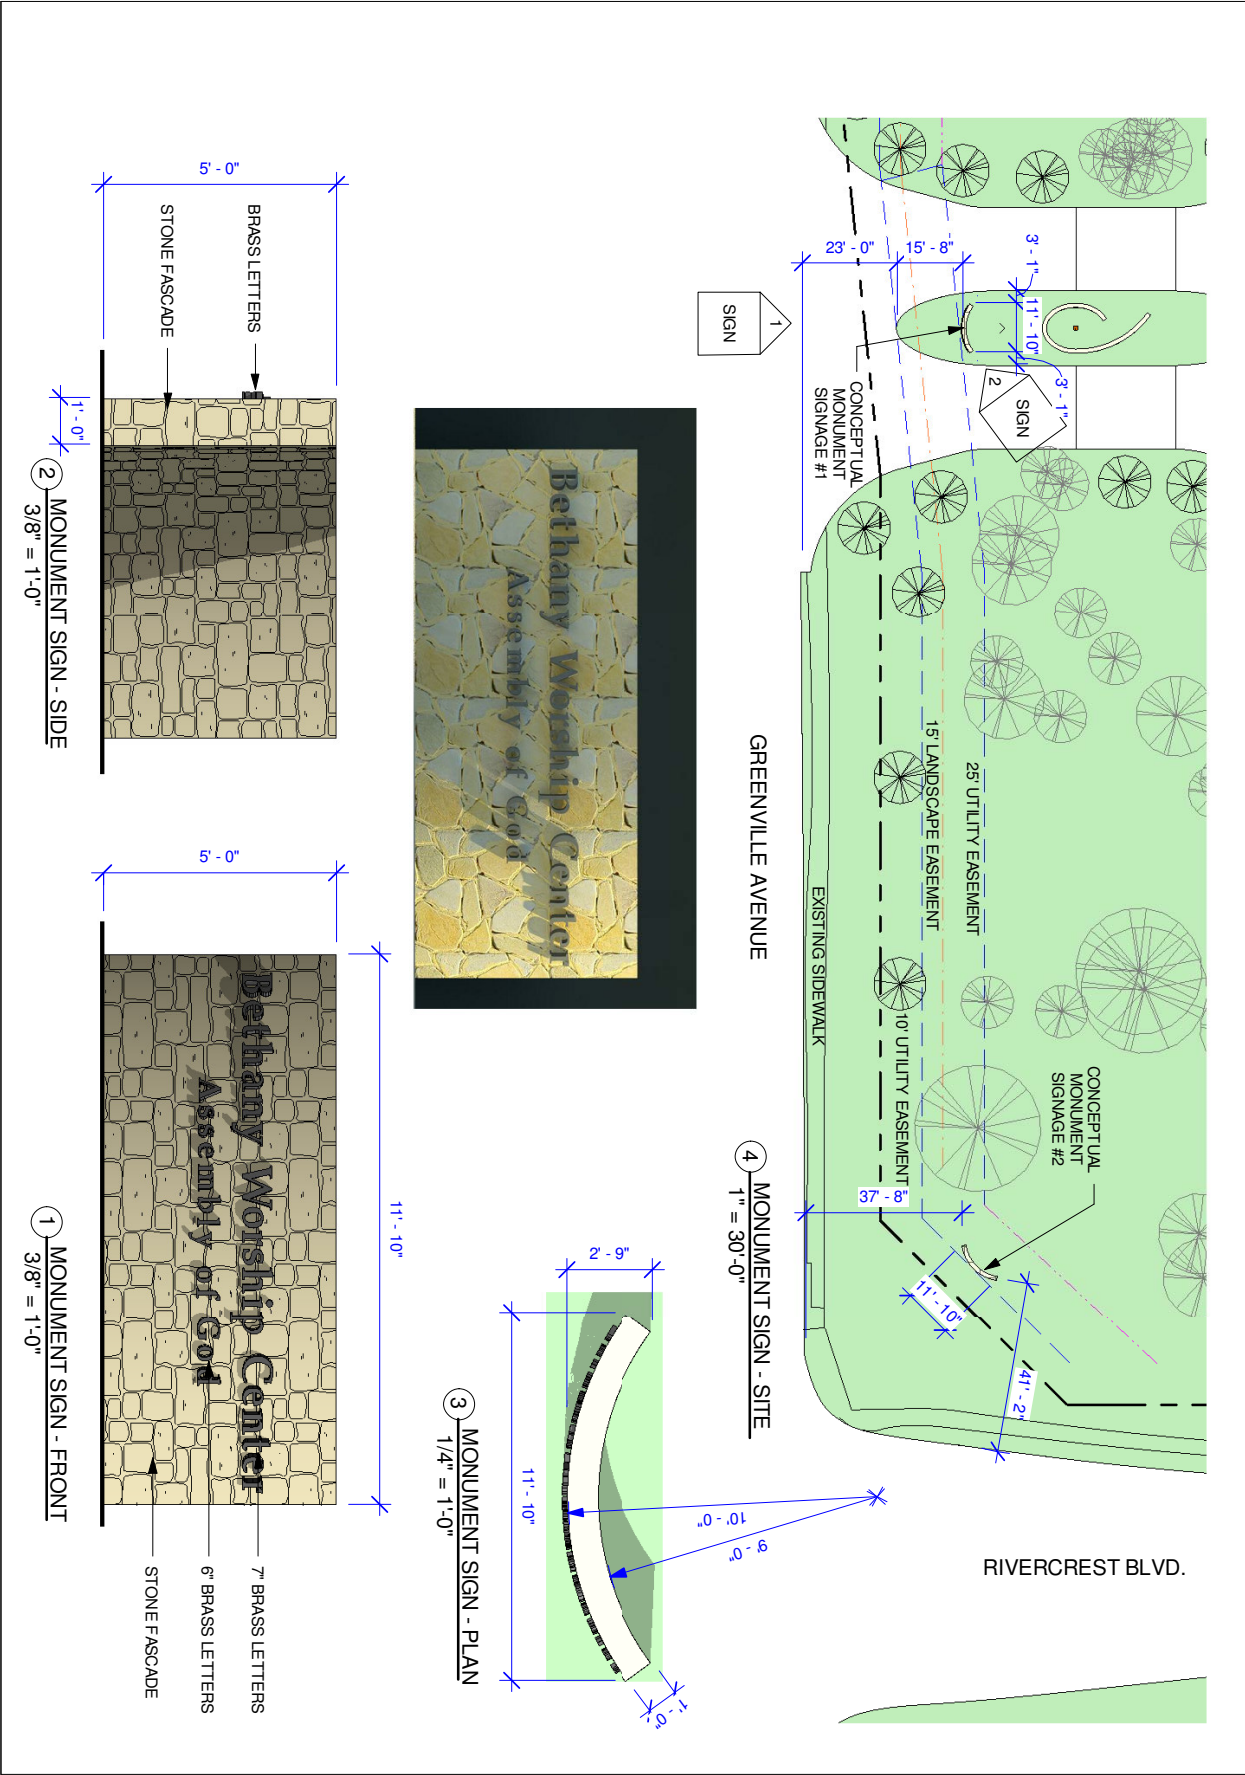 GREENVILLE AVENUE
RIVERCREST BLVD.
EXISTING SIDEWALK
15' LANDSCAPE EASEMENT
25' UTILITY EASEMENT
10' UTILITY EASEMENT
CONCEPTUAL
MONUMENT
SIGNAGE #1
CONCEPTUAL
MONUMENT
SIGNAGE #2
1
SIGN
2
SIGN
23' - 0"
15' - 8"
3' - 1"
11' - 10"
3' - 1"
37' - 8"
11' - 10"
41' - 2"
4
MONUMENT SIGN - SITE
1" = 30'-0"
Bethany Worship Center
Assembly of God
2' - 9"
11' - 10"
10' - 0"
9' - 0"
1' - 0"
3
MONUMENT SIGN - PLAN
1/4" = 1'-0"
5' - 0"
BRASS LETTERS
STONE FASCADE
1' - 0"
2
MONUMENT SIGN - SIDE
3/8" = 1'-0"
5' - 0"
11' - 10"
Bethany Worship Center
Assembly of God
7" BRASS LETTERS
6" BRASS LETTERS
STONE FASCADE
1
MONUMENT SIGN - FRONT
3/8" = 1'-0"